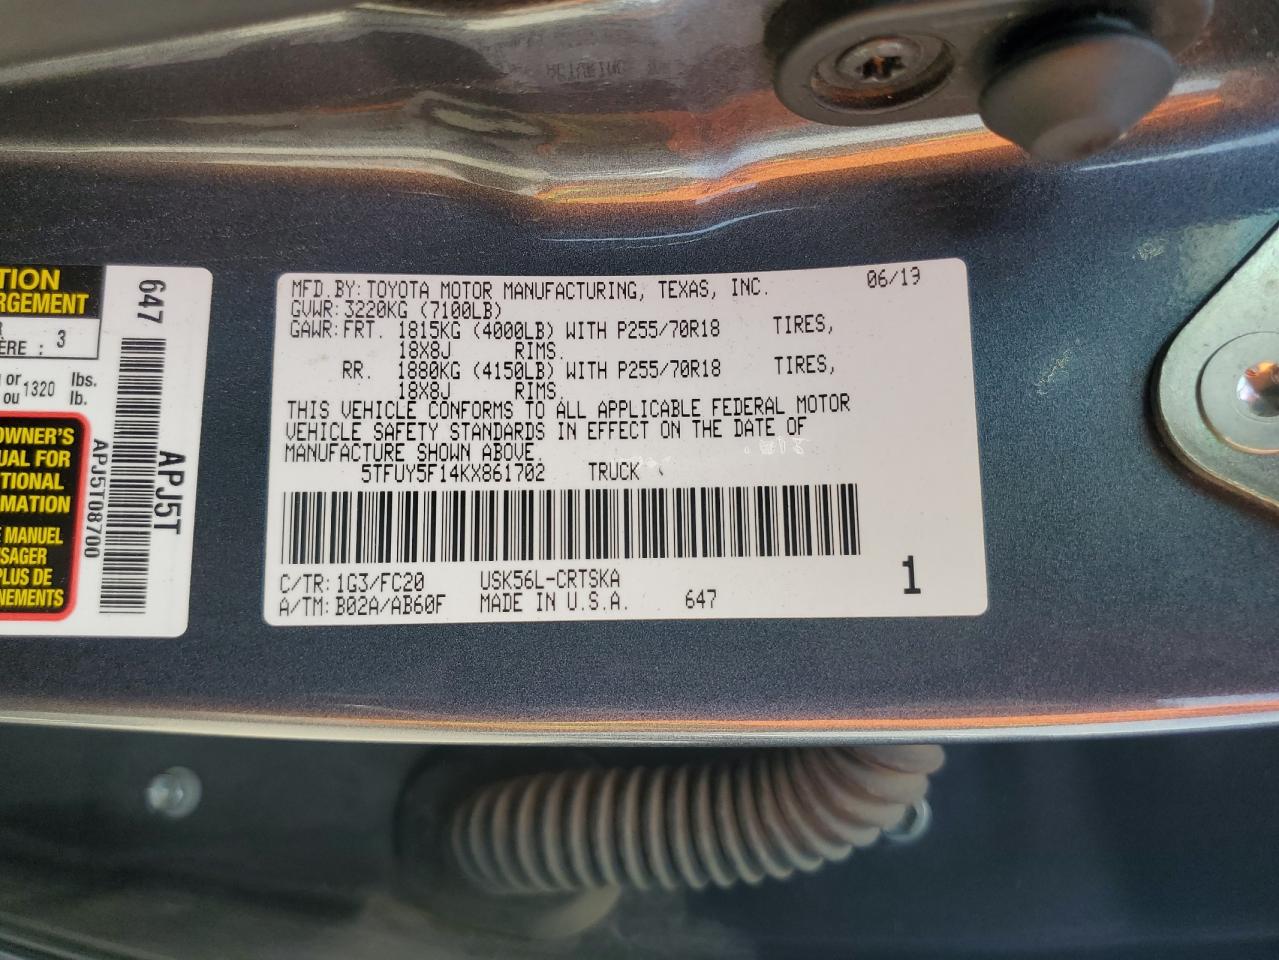 TION
RGEMENT
R
ÈRE : 3
or 1320 lbs.
ou lb.
OWNER'S
UAL FOR
TIONAL
MATION
E MANUEL
SAGER
PLUS DE
NEMENTS
647
APJ5T
APJ5T08700
MFD. BY: TOYOTA MOTOR MANUFACTURING, TEXAS, INC. 06/19
GVWR: 3220KG (7100LB)
GAWR: FRT. 1815KG (4000LB) WITH P255/70R18 TIRES,
18X8J RIMS.
RR. 1880KG (4150LB) WITH P255/70R18 TIRES,
18X8J RIMS.
THIS VEHICLE CONFORMS TO ALL APPLICABLE FEDERAL MOTOR
VEHICLE SAFETY STANDARDS IN EFFECT ON THE DATE OF
MANUFACTURE SHOWN ABOVE.
5TFUY5F14KX861702 TRUCK
C/TR: 1G3/FC20 USK56L-CRTSKA
A/TM: B02A/AB60F MADE IN U.S.A. 647
1